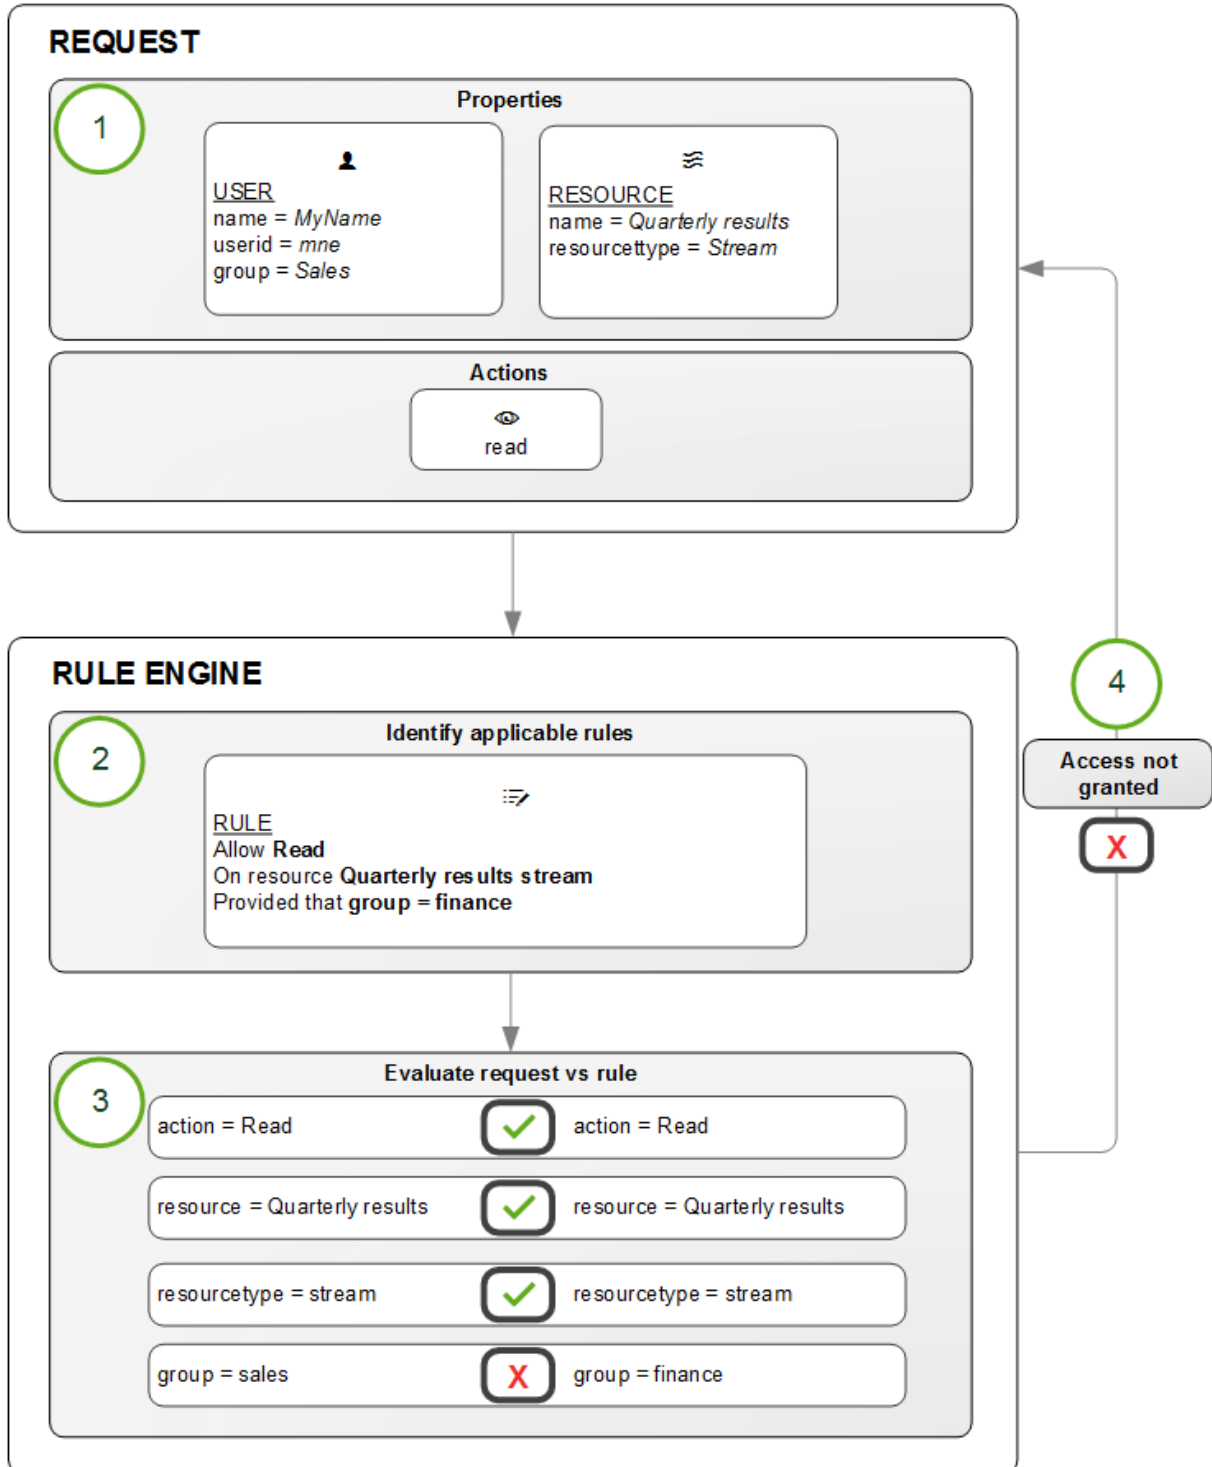 REQUEST
1
Properties
USER
name = MyName
userid = mne
group = Sales
RESOURCE
name = Quarterly results
resourcettype = Stream
Actions
read
RULE ENGINE
2
Identify applicable rules
RULE
Allow Read
On resource Quarterly results stream
Provided that group = finance
3
Evaluate request vs rule
action = Read
action = Read
resource = Quarterly results
resource = Quarterly results
resourcetype = stream
resourcetype = stream
group = sales
X
group = finance
4
Access not
granted
X